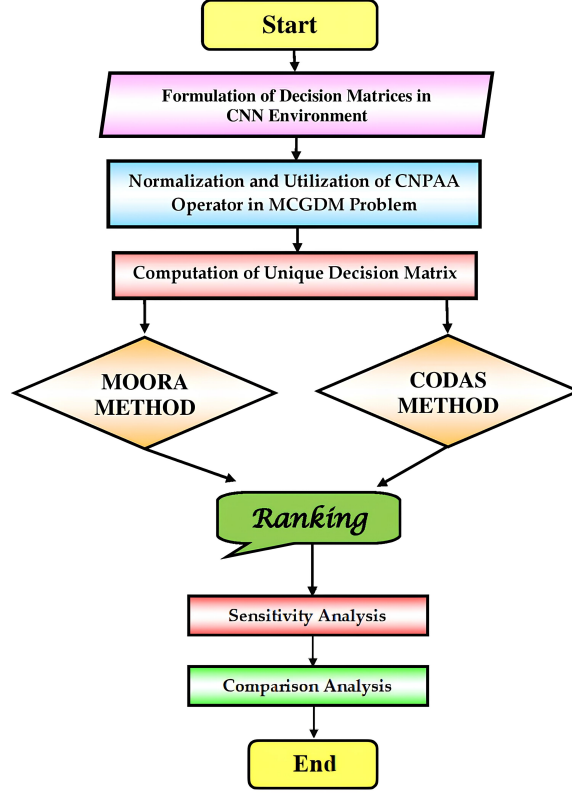 Start
Formulation of Decision Matrices in
CNN Environment
Normalization and Utilization of CNPAA
Operator in MCGDM Problem
Computation of Unique Decision Matrix
MOORA
METHOD
CODAS
METHOD
Ranking
Sensitivity Analysis
Comparison Analysis
End